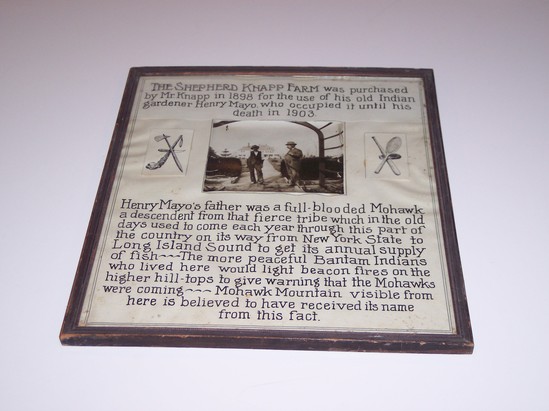 THE SHEPHERD KNAPP FARM was purchased
by Mr Knapp in 1898 for the use of his old Indian
gardener Henry Mayo, who occupied it until his
death in 1903.
Henry Mayo's father was a full-blooded Mohawk
a descendent from that fierce tribe which in the old
days used to come each year through this part of
the country on its way from New York State to
Long Island Sound to get its annual supply
of fish~~~The more peaceful Bantam Indians
who lived here would light beacon fires on the
higher hill-tops to give warning that the Mohawks
were coming~~~ Mohawk Mountain visible from
here is believed to have received its name
from this fact.